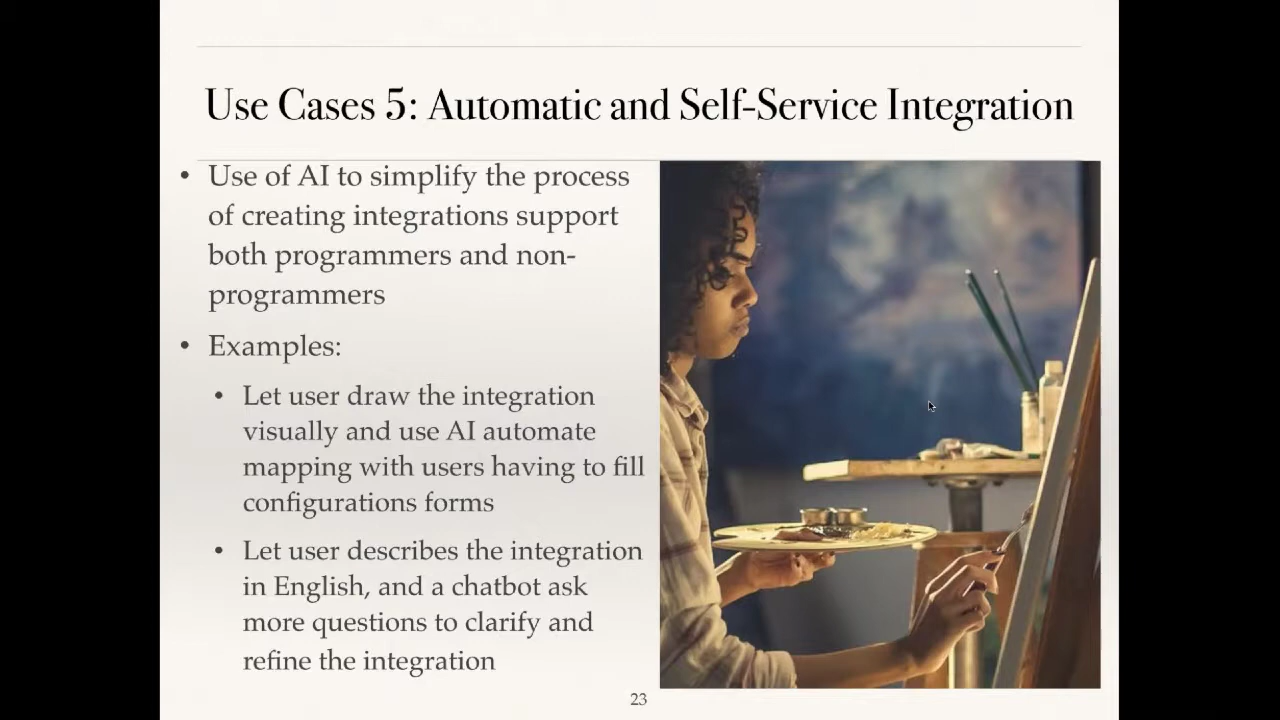 Use Cases 5: Automatic and Self-Service Integration
• Use of AI to simplify the process
of creating integrations support
both programmers and non-
programmers
• Examples:
• Let user draw the integration
visually and use AI automate
mapping with users having to fill
configurations forms
• Let user describes the integration
in English, and a chatbot ask
more questions to clarify and
refine the integration
23